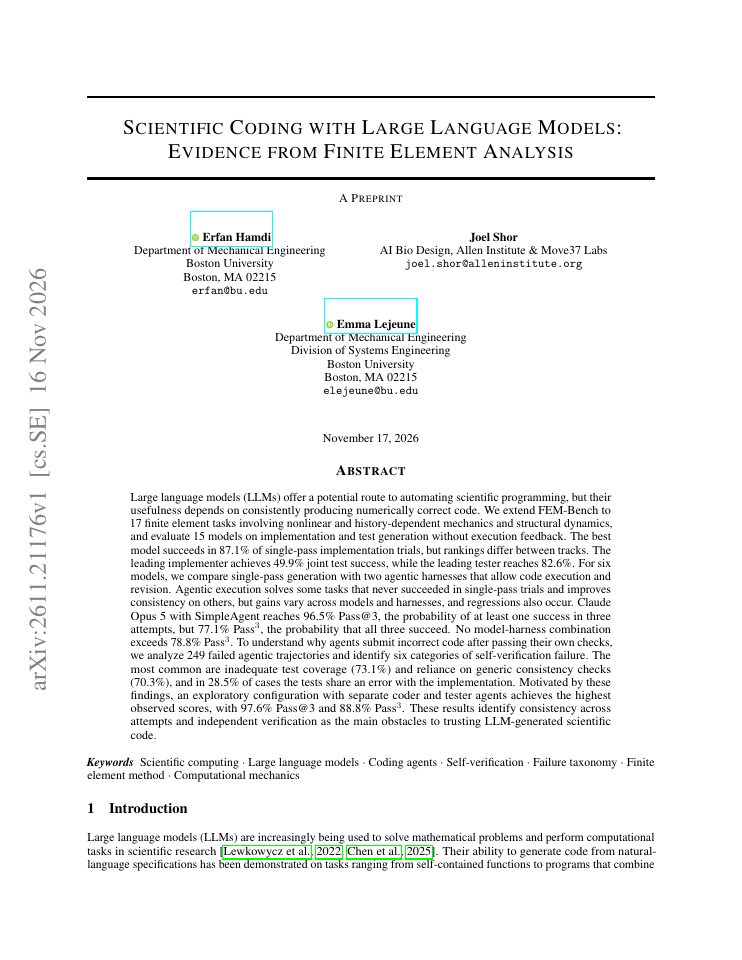 SCIENTIFIC CODING WITH LARGE LANGUAGE MODELS:
EVIDENCE FROM FINITE ELEMENT ANALYSIS
A PREPRINT
Erfan Hamdi
Department of Mechanical Engineering
Boston University
Boston, MA 02215
erfan@bu.edu
Joel Shor
AI Bio Design, Allen Institute & Move37 Labs
joel.shor@alleninstitute.org
Emma Lejeune
Department of Mechanical Engineering
Division of Systems Engineering
Boston University
Boston, MA 02215
elejeune@bu.edu
November 17, 2026
ABSTRACT
Large language models (LLMs) offer a potential route to automating scientific programming, but their
usefulness depends on consistently producing numerically correct code. We extend FEM-Bench to
17 finite element tasks involving nonlinear and history-dependent mechanics and structural dynamics,
and evaluate 15 models on implementation and test generation without execution feedback. The best
model succeeds in 87.1% of single-pass implementation trials, but rankings differ between tracks. The
leading implementer achieves 49.9% joint test success, while the leading tester reaches 82.6%. For six
models, we compare single-pass generation with two agentic harnesses that allow code execution and
revision. Agentic execution solves some tasks that never succeeded in single-pass trials and improves
consistency on others, but gains vary across models and harnesses, and regressions also occur. Claude
Opus 5 with SimpleAgent reaches 96.5% Pass@3, the probability of at least one success in three
attempts, but 77.1% Pass³, the probability that all three succeed. No model-harness combination
exceeds 78.8% Pass³. To understand why agents submit incorrect code after passing their own checks,
we analyze 249 failed agentic trajectories and identify six categories of self-verification failure. The
most common are inadequate test coverage (73.1%) and reliance on generic consistency checks
(70.3%), and in 28.5% of cases the tests share an error with the implementation. Motivated by these
findings, an exploratory configuration with separate coder and tester agents achieves the highest
observed scores, with 97.6% Pass@3 and 88.8% Pass³. These results identify consistency across
attempts and independent verification as the main obstacles to trusting LLM-generated scientific
code.
Keywords Scientific computing · Large language models · Coding agents · Self-verification · Failure taxonomy · Finite
element method · Computational mechanics
1 Introduction
Large language models (LLMs) are increasingly being used to solve mathematical problems and perform computational
tasks in scientific research [Lewkowycz et al., 2022, Chen et al., 2025]. Their ability to generate code from natural-
language specifications has been demonstrated on tasks ranging from self-contained functions to programs that combine
arXiv:2611.21176v1 [cs.SE] 16 Nov 2026